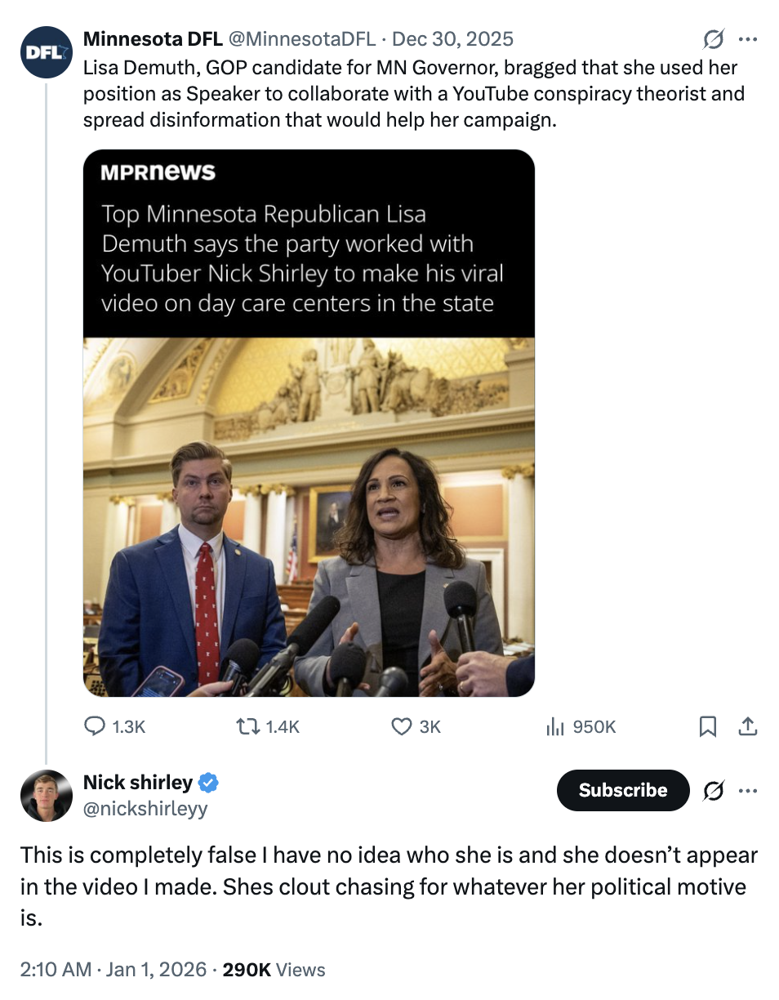 DFL
Minnesota DFL @MinnesotaDFL · Dec 30, 2025
Lisa Demuth, GOP candidate for MN Governor, bragged that she used her
position as Speaker to collaborate with a YouTube conspiracy theorist and
spread disinformation that would help her campaign.
MPRnews
Top Minnesota Republican Lisa
Demuth says the party worked with
YouTuber Nick Shirley to make his viral
video on day care centers in the state
1.3K 1.4K 3K 950K
Nick shirley
Subscribe
@nickshirleyy
This is completely false I have no idea who she is and she doesn’t appear
in the video I made. Shes clout chasing for whatever her political motive
is.
2:10 AM · Jan 1, 2026 · 290K Views